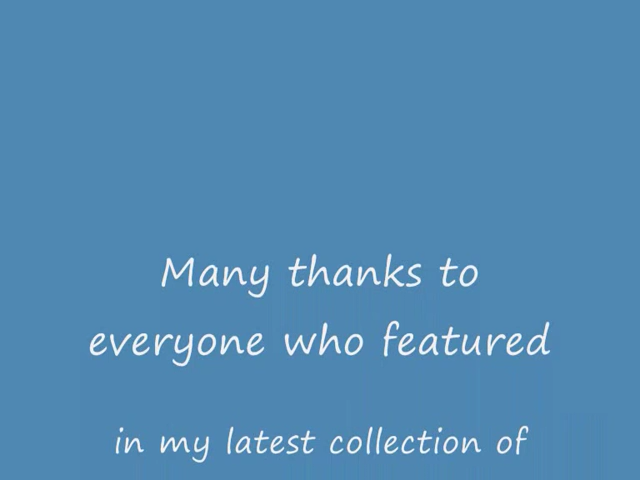 Many thanks to
everyone who featured
in my latest collection of